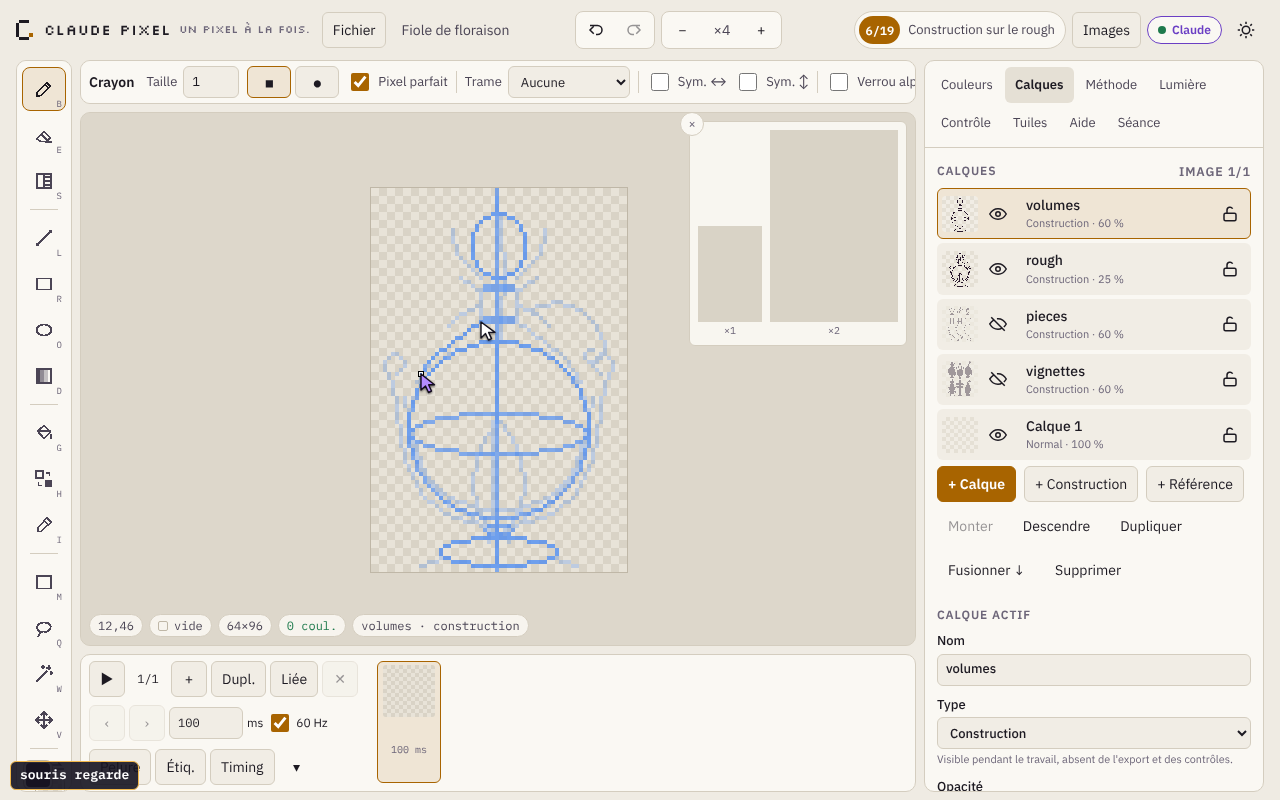 CLAUDE PIXEL UN PIXEL À LA FOIS. Fichier Fiole de floraison − ×4 + 6/19 Construction sur le rough Images Claude
Crayon Taille 1 Pixel parfait Trame Aucune Sym. ↔ Sym. ↕ Verrou alp
B
E
S
L
R
O
D
G
H
I
M
Q
W
V
×
×1 ×2
12,46 vide 64×96 0 coul. volumes · construction
1/1 + Dupl. Liée ×
‹ › 100 ms 60 Hz
Étiq. Timing ▼
100 ms
souris regarde
Couleurs Calques Méthode Lumière
Contrôle Tuiles Aide Séance
CALQUES IMAGE 1/1
volumes
Construction · 60 %
rough
Construction · 25 %
pieces
Construction · 60 %
vignettes
Construction · 60 %
Calque 1
Normal · 100 %
+ Calque + Construction + Référence
Monter Descendre Dupliquer
Fusionner ↓ Supprimer
CALQUE ACTIF
Nom
volumes
Type
Construction
Visible pendant le travail, absent de l'export et des contrôles.
Opacité